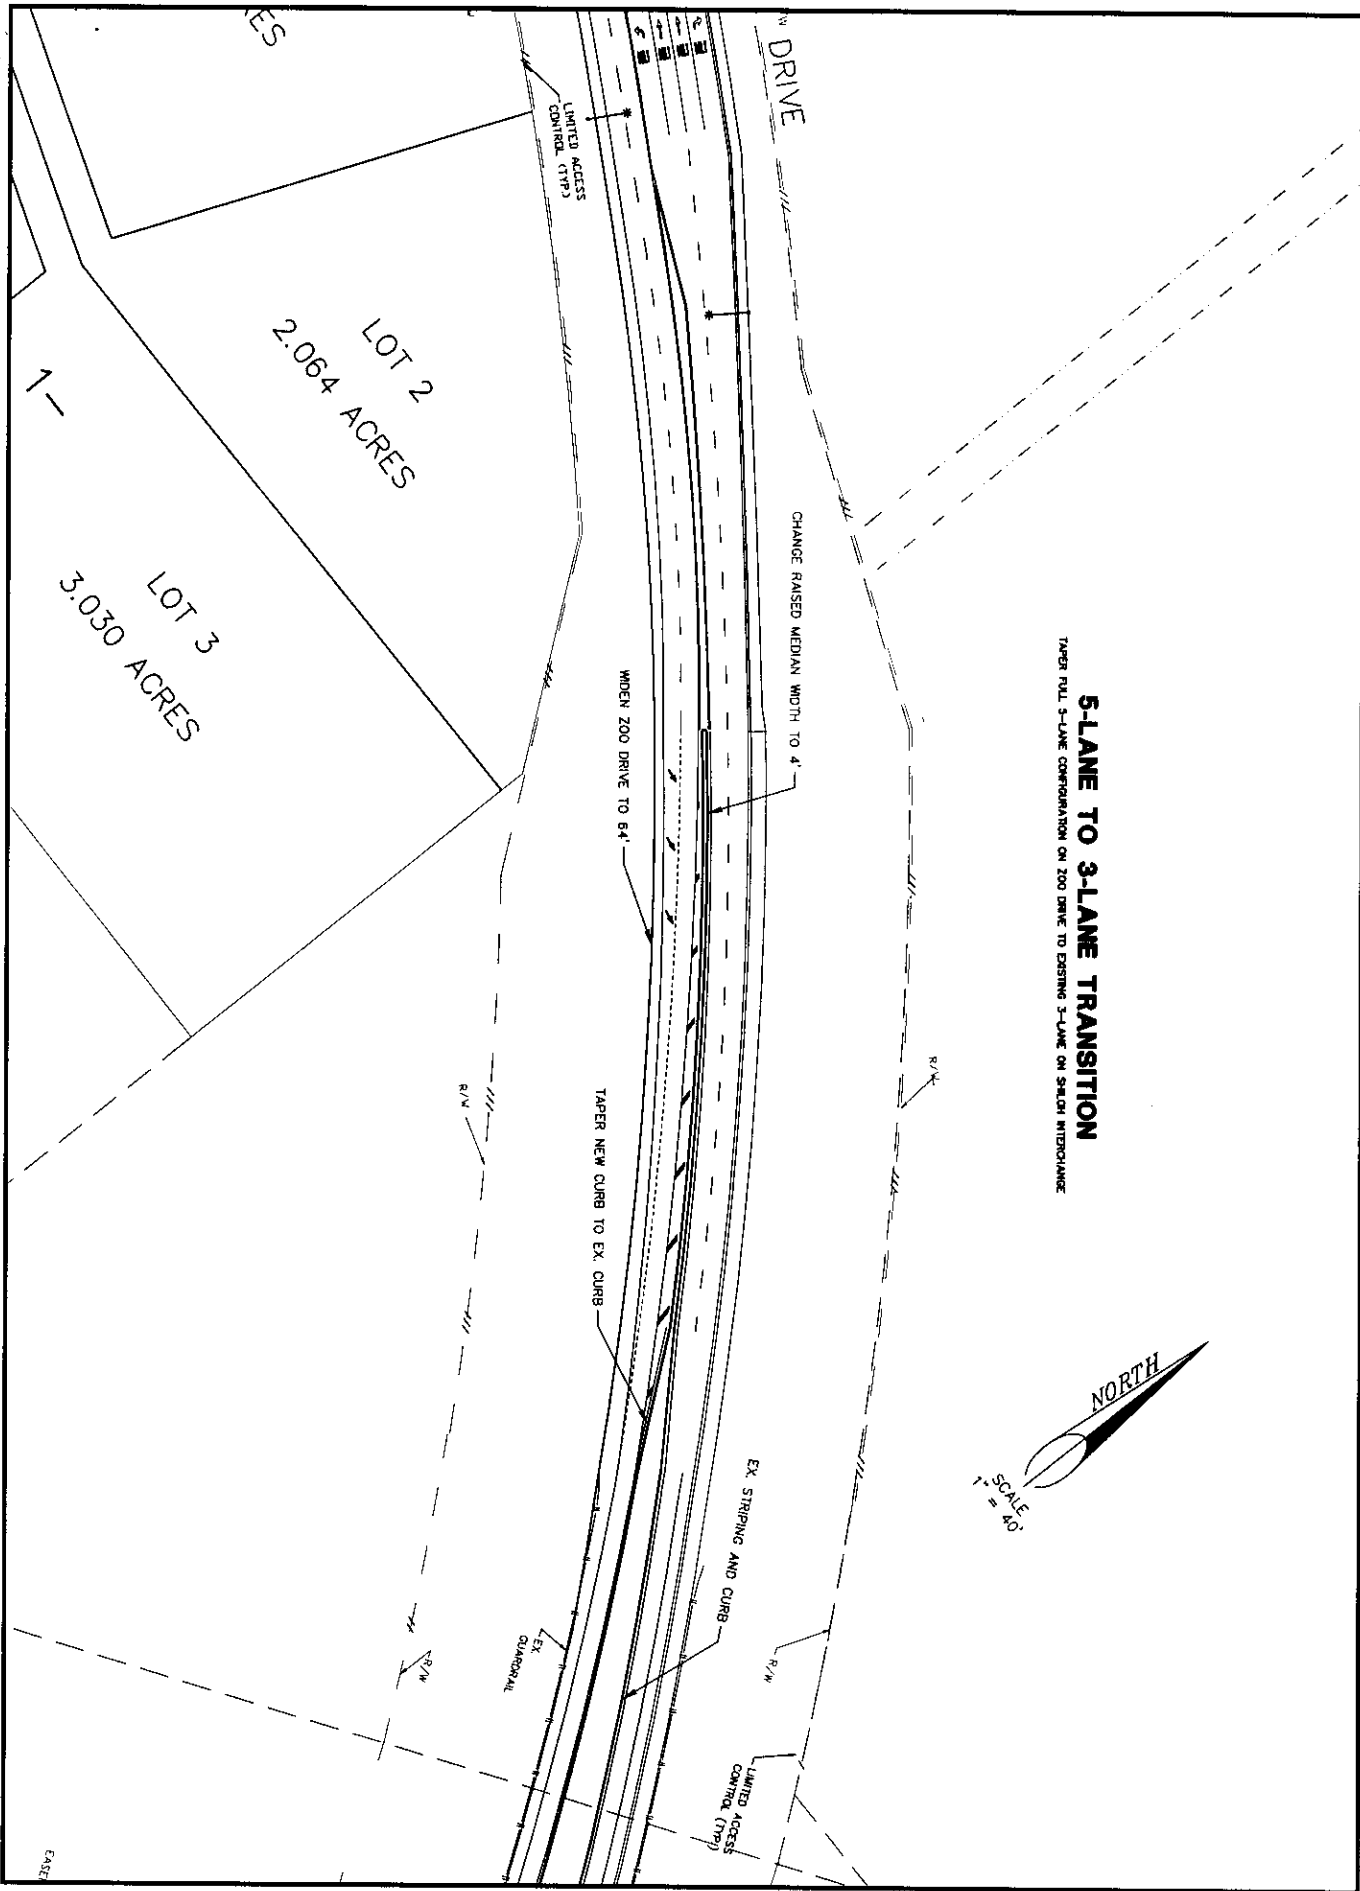 5-LANE TO 3-LANE TRANSITION
TAPER FULL 5-LANE CONFIGURATION ON ZOO DRIVE TO EXISTING 3-LANE ON SHILOH INTERCHANGE
DRIVE
LIMITED ACCESS
CONTROL (TYP.)
LOT 2
2.064 ACRES
LOT 3
3.030 ACRES
1-
CHANGE RAISED MEDIAN WIDTH TO 4'
WIDEN ZOO DRIVE TO 64'
TAPER NEW CURB TO EX. CURB
EX. STRIPING AND CURB
R/W
R/W
R/W
R/W
EX.
GUARDRAIL
LIMITED ACCESS
CONTROL (TYP.)
NORTH
SCALE
1" = 40'